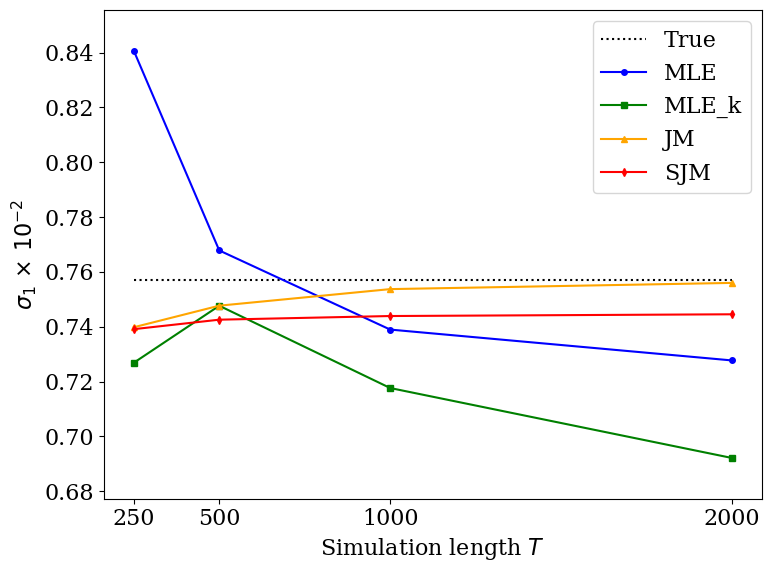 0.84
0.82
0.80
0.78
0.76
0.74
0.72
0.70
0.68
σ₁ × 10⁻²
250 500 1000 2000
Simulation length T
True
MLE
MLE_k
JM
SJM